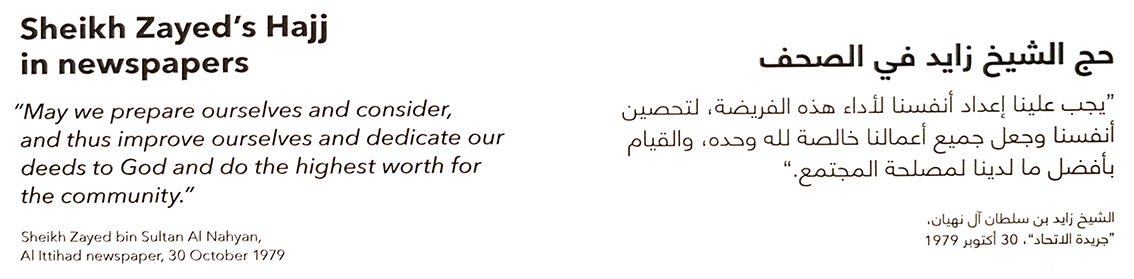 Sheikh Zayed's Hajj
in newspapers
"May we prepare ourselves and consider,
and thus improve ourselves and dedicate our
deeds to God and do the highest worth for
the community."
Sheikh Zayed bin Sultan Al Nahyan,
Al Ittihad newspaper, 30 October 1979
حج الشيخ زايد في الصحف
"يجب علينا إعداد أنفسنا لأداء هذه الفريضة، لتحصين
أنفسنا وجعل جميع أعمالنا خالصة لله وحده، والقيام
بأفضل ما لدينا لمصلحة المجتمع."
الشيخ زايد بن سلطان آل نهيان،
"جريدة الاتحاد"، 30 أكتوبر 1979